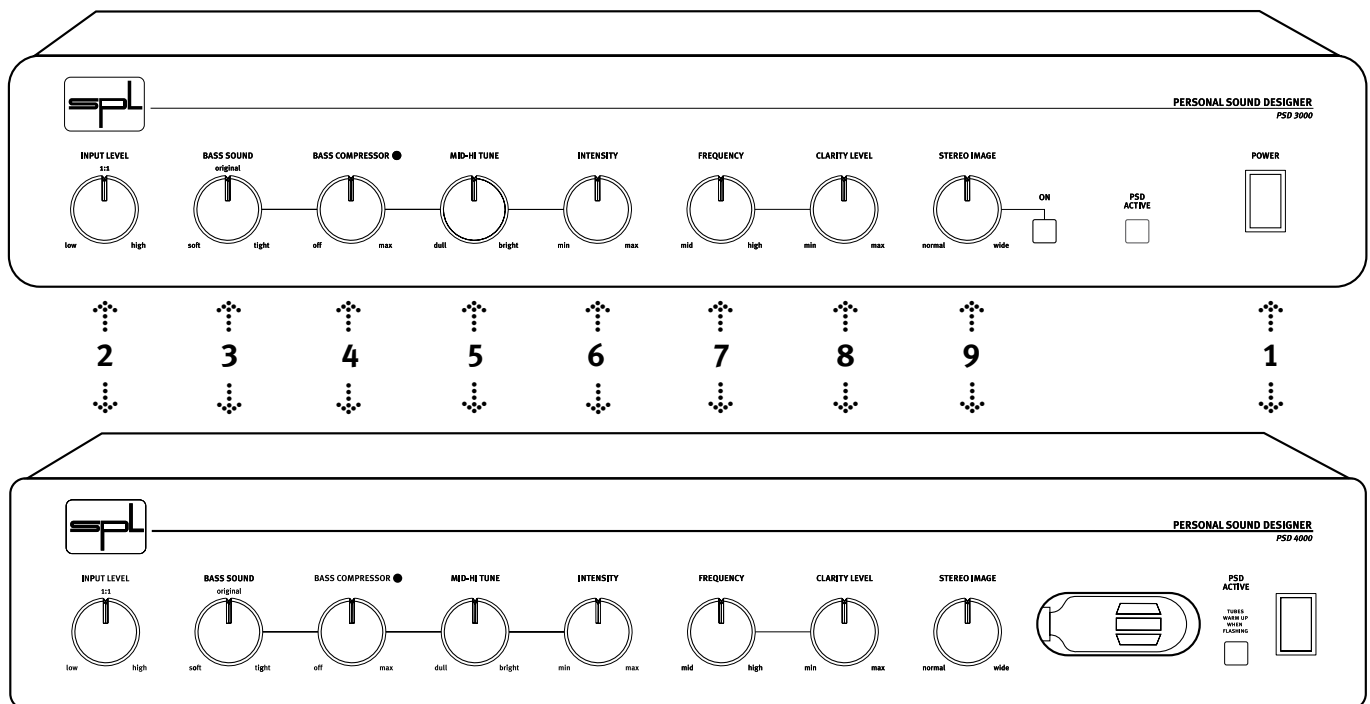 spl
PERSONAL SOUND DESIGNER
PSD 3000
INPUT LEVEL BASS SOUND BASS COMPRESSOR MID-HI TUNE INTENSITY FREQUENCY CLARITY LEVEL STEREO IMAGE POWER
1:1 original
ON PSD
ACTIVE
low high soft tight off max dull bright min max mid high min max normal wide
2 3 4 5 6 7 8 9 1
spl
PERSONAL SOUND DESIGNER
PSD 4000
INPUT LEVEL BASS SOUND BASS COMPRESSOR MID-HI TUNE INTENSITY FREQUENCY CLARITY LEVEL STEREO IMAGE PSD
ACTIVE
1:1 original
TUBES
WARM UP
WHEN
FLASHING
low high soft tight off max dull bright min max mid high min max normal wide